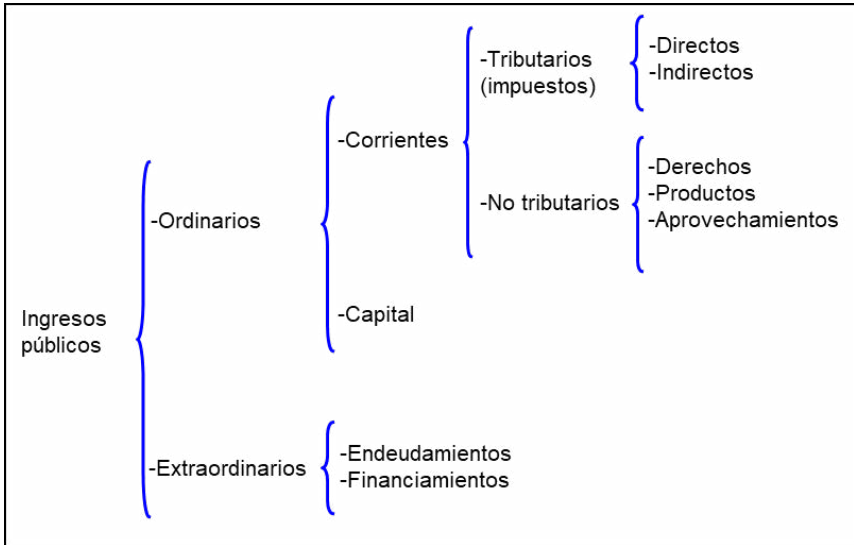 Ingresos
públicos
-Ordinarios
-Corrientes
-Tributarios
(impuestos)
-Directos
-Indirectos
-No tributarios
-Derechos
-Productos
-Aprovechamientos
-Capital
-Extraordinarios
-Endeudamientos
-Financiamientos